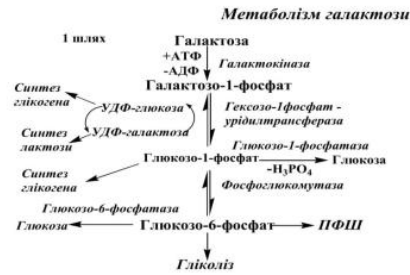 Метаболізм галактози
1 шлях
Галактоза
+АТФ
-АДФ
Галактокіназа
Галактозо-1-фосфат
Синтез
глікогена
УДФ-глюкоза
УДФ-галактоза
Гексозо-1фосфат -
урідилтрансфераза
Синтез
лактози
Глюкозо-1-фосфатаза
Глюкозо-1-фосфат
Глюкоза
-H₃PO₄
Синтез
глікогена
Фосфоглюкомутаза
Глюкозо-6-фосфатаза
Глюкоза
Глюкозо-6-фосфат
ПФШ
Гліколіз